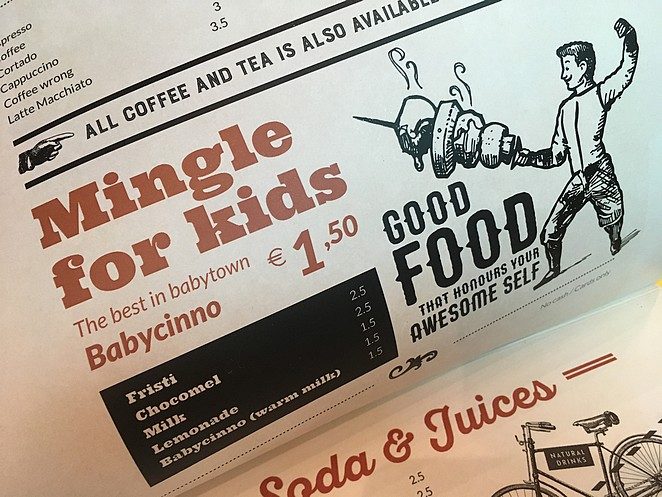 3
3.5
Cortado
Cappuccino
Coffee wrong
Latte Macchiato
ALL COFFEE AND TEA IS ALSO AVAILABLE
Mingle
for kids
The best in babytown
€ 1,50
Babycinno
Fristi 2.5
Chocomel 2.5
Milk 1.5
Lemonade 1.5
Babycinno (warm milk) 1.5
GOOD
FOOD
THAT HONOURS YOUR
AWESOME SELF
No cash / Cards only
Soda & Juices
2.5
2.5
NATURAL
DRINKS